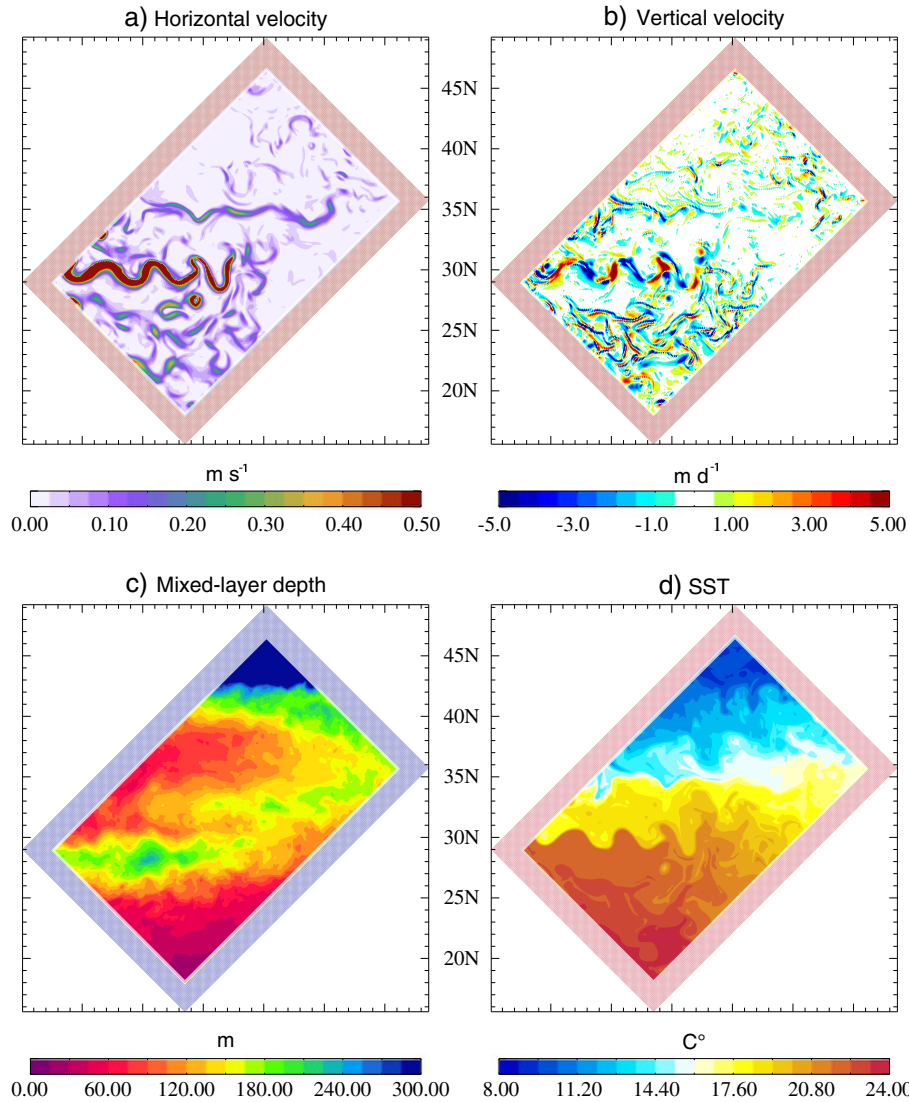 a) Horizontal velocity
b) Vertical velocity
45N
40N
35N
30N
25N
20N
m s-1
0.00 0.10 0.20 0.30 0.40 0.50
m d-1
-5.0 -3.0 -1.0 1.00 3.00 5.00
c) Mixed-layer depth
d) SST
45N
40N
35N
30N
25N
20N
m
0.00 60.00 120.00 180.00 240.00 300.00
C°
8.00 11.20 14.40 17.60 20.80 24.00